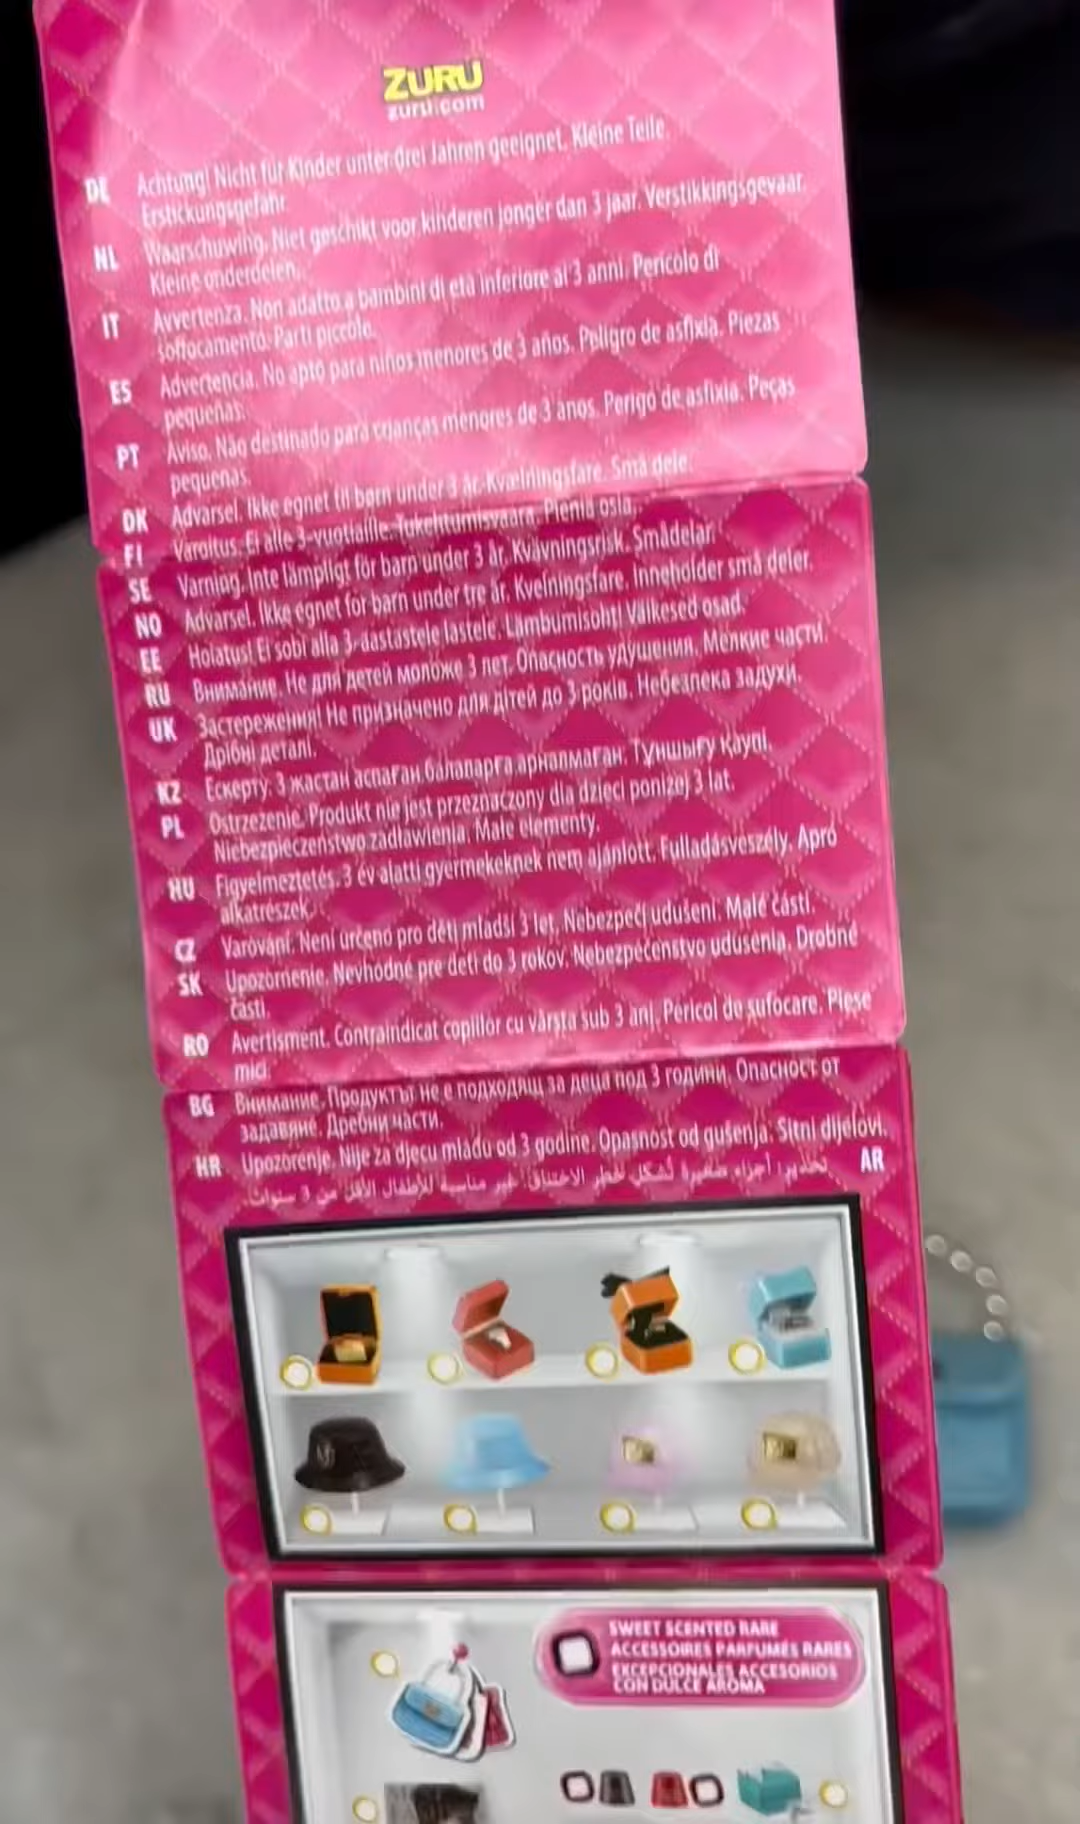 ZURU
zuru.com
DE Achtung! Nicht für Kinder unter drei Jahren geeignet. Kleine Teile.
Erstickungsgefahr.
NL Waarschuwing. Niet geschikt voor kinderen jonger dan 3 jaar. Verstikkingsgevaar.
Kleine onderdelen.
IT Avvertenza. Non adatto a bambini di età inferiore ai 3 anni. Pericolo di
soffocamento. Parti piccole.
ES Advertencia. No apto para niños menores de 3 años. Peligro de asfixia. Piezas
pequeñas.
PT Aviso. Não destinado para crianças menores de 3 anos. Perigo de asfixia. Peças
pequenas.
DK Advarsel. Ikke egnet til børn under 3 år. Kvælningsfare. Små dele.
FI Varoitus. Ei alle 3-vuotiaille. Tukehtumisvaara. Pieniä osia.
SE Varning. Inte lämpligt för barn under 3 år. Kvävningsrisk. Smådelar.
NO Advarsel. Ikke egnet for barn under tre år. Kvelningsfare. Inneholder små deler.
EE Hoiatus! Ei sobi alla 3-aastastele lastele. Lämbumisoht! Väikesed osad.
RU Внимание. Не для детей моложе 3 лет. Опасность удушения. Мелкие части.
UK Застереження! Не призначено для дітей до 3 років. Небезпека задухи.
Дрібні деталі.
KZ Ескерту. 3 жастан аспаған балаларға арналмаған. Тұншығу қаупі.
PL Ostrzeżenie. Produkt nie jest przeznaczony dla dzieci poniżej 3 lat.
Niebezpieczeństwo zadławienia. Małe elementy.
HU Figyelmeztetés. 3 év alatti gyermekeknek nem ajánlott. Fulladásveszély. Apró
alkatrészek.
CZ Varování. Není určeno pro děti mladší 3 let. Nebezpečí udušení. Malé části.
SK Upozornenie. Nevhodné pre deti do 3 rokov. Nebezpečenstvo udusenia. Drobné
časti.
RO Avertisment. Contraindicat copiilor cu vârsta sub 3 ani. Pericol de sufocare. Piese
mici.
BG Внимание. Продуктът не е подходящ за деца под 3 години. Опасност от
задавяне. Дребни части.
HR Upozorenje. Nije za djecu mlađu od 3 godine. Opasnost od gušenja. Sitni dijelovi.
AR تحذير: أجزاء صغيرة تُشكل خطر الاختناق. غير مناسبة للأطفال الأقل من 3 سنوات
SWEET SCENTED RARE
ACCESSOIRES PARFUMÉS RARES
EXCEPCIONALES ACCESORIOS
CON DULCE AROMA